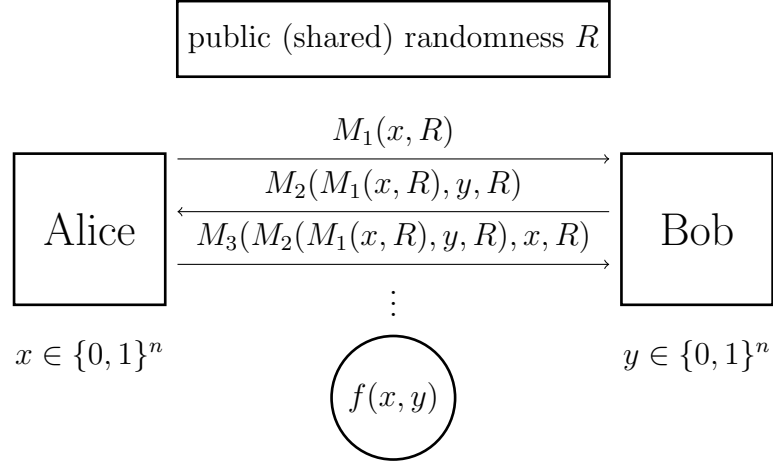 public (shared) randomness R
M₁(x, R)
M₂(M₁(x, R), y, R)
M₃(M₂(M₁(x, R), y, R), x, R)
Alice
Bob
⋮
x ∈ {0, 1}ⁿ
y ∈ {0, 1}ⁿ
f(x, y)